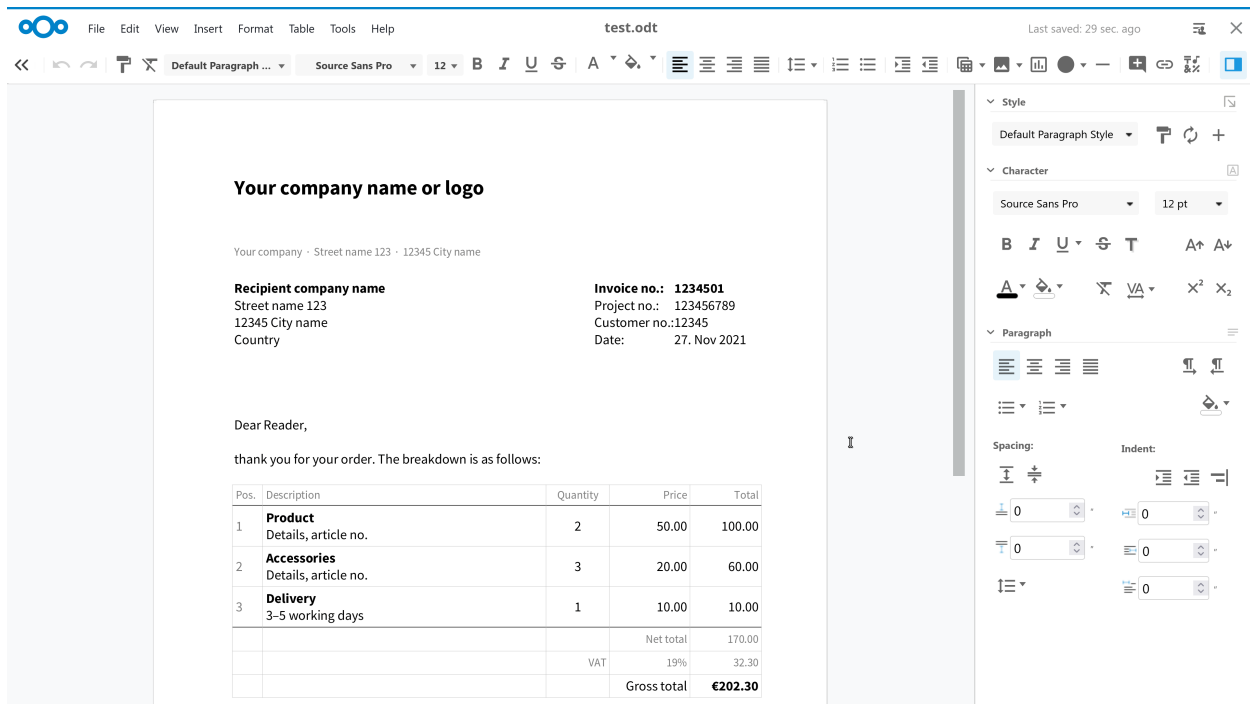 File Edit View Insert Format Table Tools Help test.odt Last saved: 29 sec. ago
Default Paragraph ... Source Sans Pro 12 B I U S A
Style
Default Paragraph Style
Character
Source Sans Pro 12 pt
B I U S T A A
A VA X² X₂
Paragraph
Spacing: Indent:
0 0
0 0
0
Your company name or logo
Your company · Street name 123 · 12345 City name
Recipient company name Invoice no.: 1234501
Street name 123 Project no.: 123456789
12345 City name Customer no.:12345
Country Date: 27. Nov 2021
Dear Reader,
thank you for your order. The breakdown is as follows:
Pos. Description Quantity Price Total
1 Product 2 50.00 100.00
Details, article no.
2 Accessories 3 20.00 60.00
Details, article no.
3 Delivery 1 10.00 10.00
3–5 working days
Net total 170.00
VAT 19% 32.30
Gross total €202.30